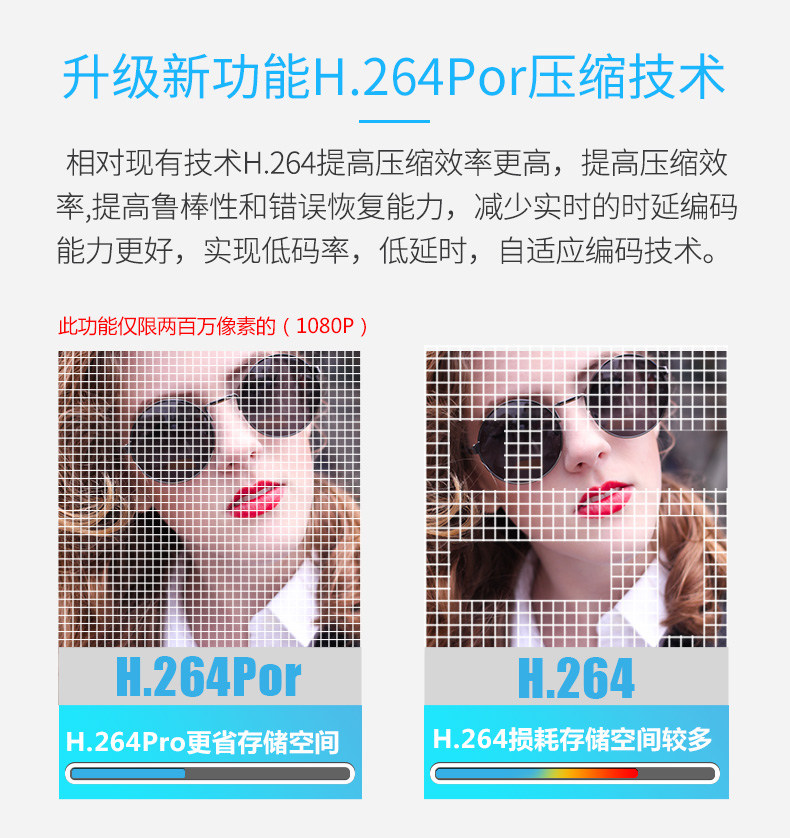 升级新功能H.264Por压缩技术
相对现有技术H.264提高压缩效率更高，提高压缩效
率,提高鲁棒性和错误恢复能力，减少实时的时延编码
能力更好，实现低码率，低延时，自适应编码技术。
此功能仅限两百万像素的（1080P）
H.264Por
H.264
H.264Pro更省存储空间
H.264损耗存储空间较多